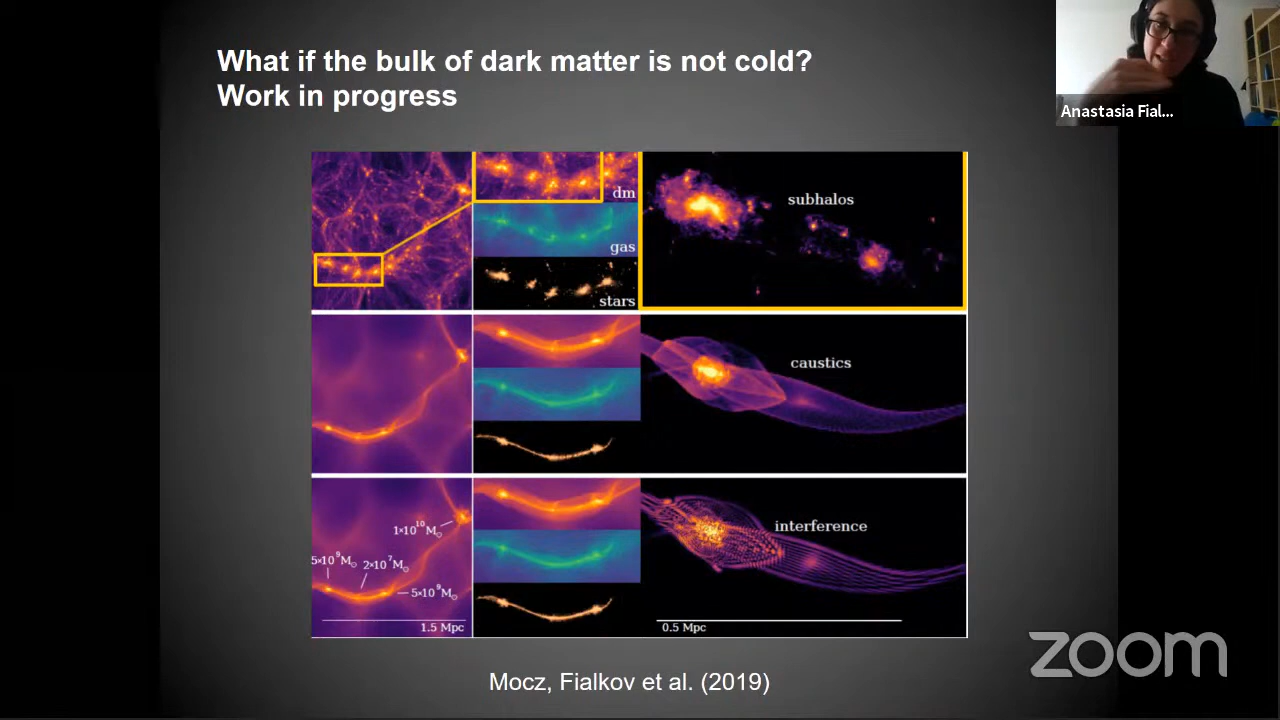 What if the bulk of dark matter is not cold?
Work in progress
Anastasia Fial...
dm
gas
stars
subhalos
caustics
1×10¹⁰M☉
5×10⁹M☉
2×10⁷M☉
5×10⁹M☉
1.5 Mpc
interference
0.5 Mpc
Mocz, Fialkov et al. (2019)
zoom